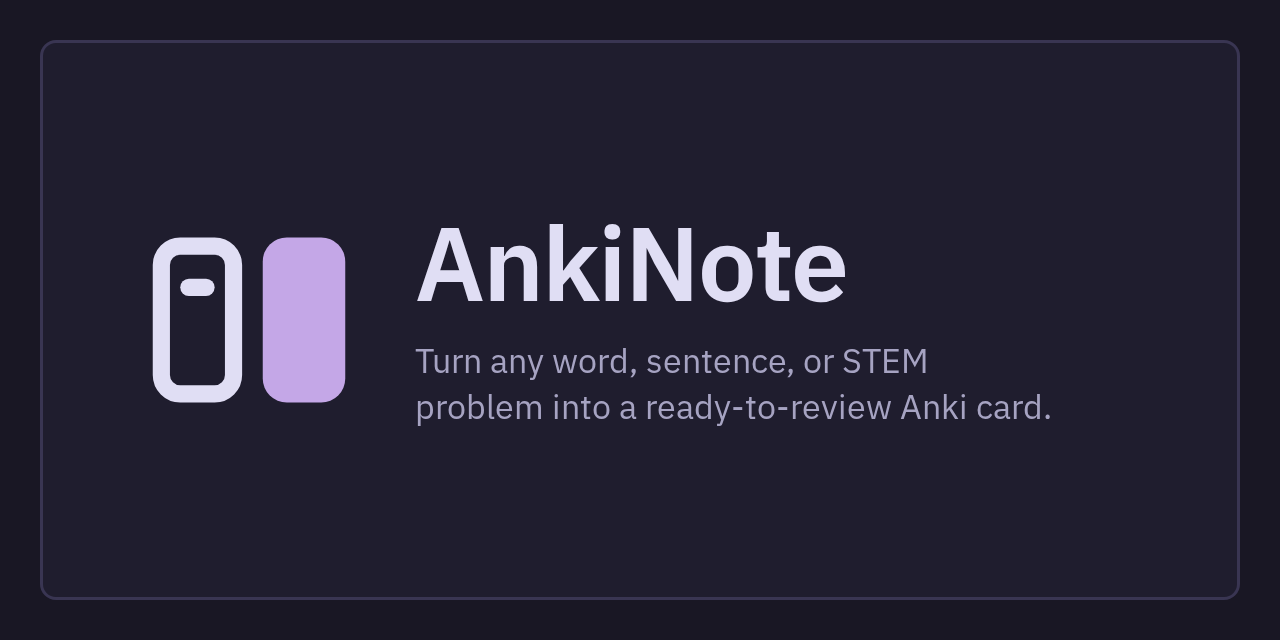 AnkiNote
Turn any word, sentence, or STEM
problem into a ready-to-review Anki card.